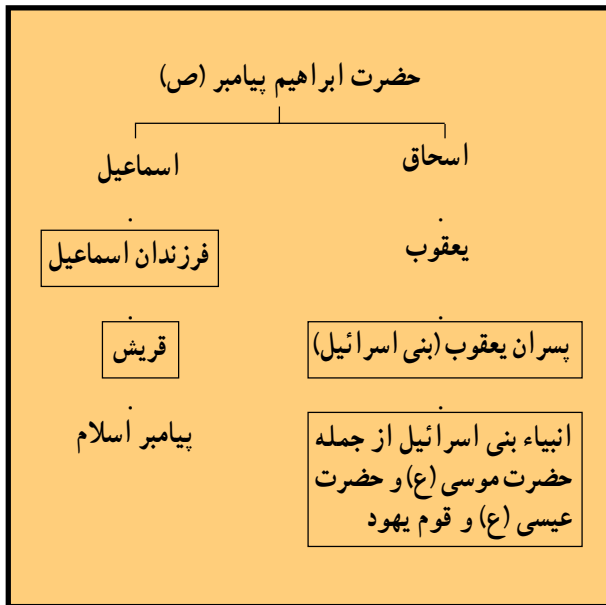 حضرت ابراهیم پیامبر (ص)
اسحاق
اسماعیل
یعقوب
فرزندان اسماعیل
پسران یعقوب (بنی اسرائیل)
قریش
انبیاء بنی اسرائیل از جمله
حضرت موسی (ع) و حضرت
عیسی (ع) و قوم یهود
پیامبر اسلام